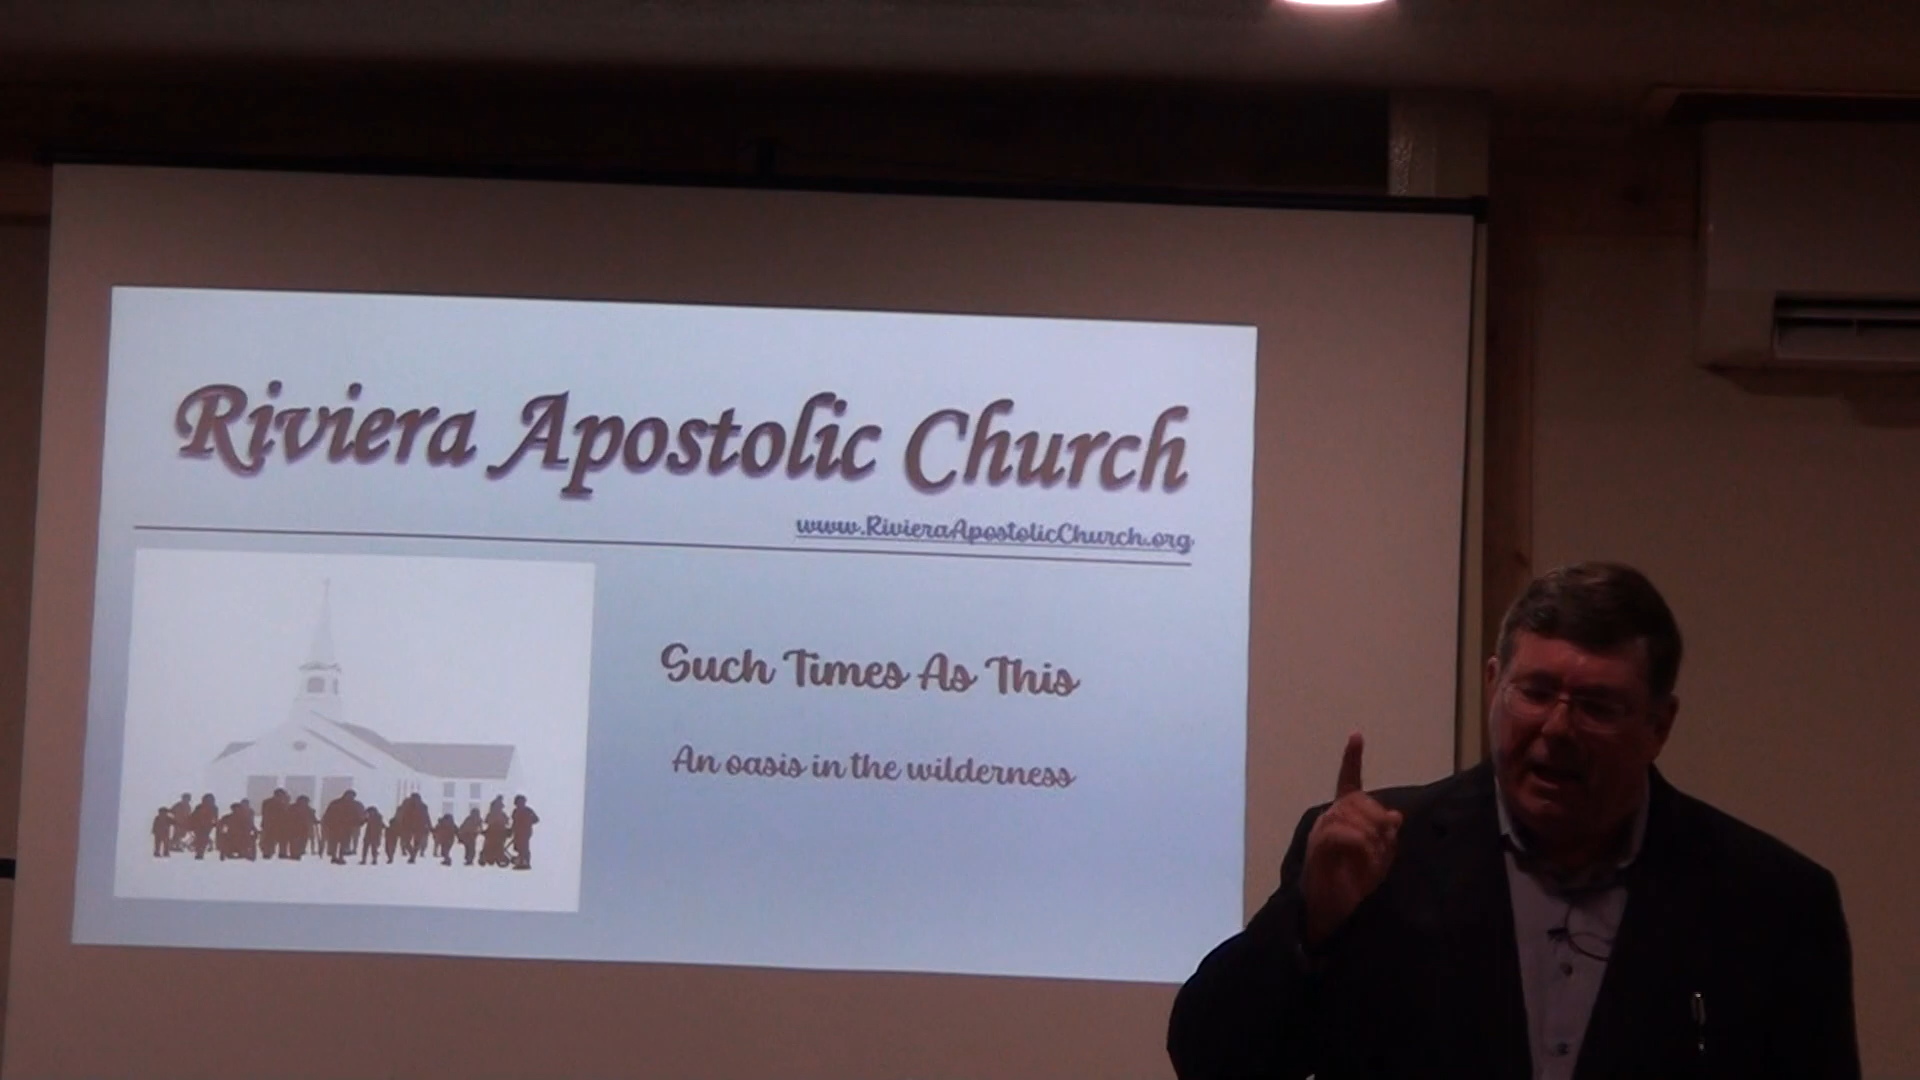 Riviera Apostolic Church
www.RivieraApostolicChurch.org
Such Times As This
An oasis in the wilderness